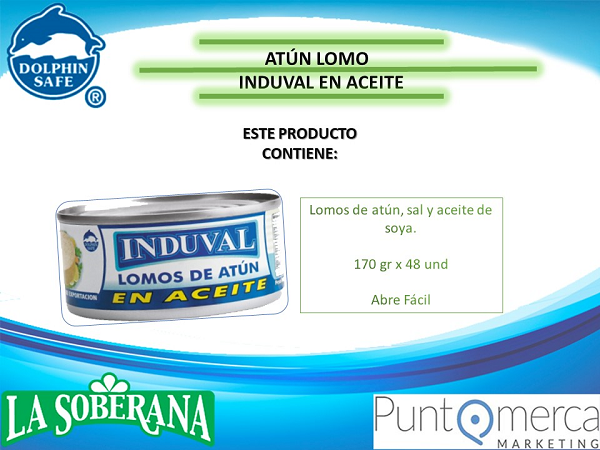 DOLPHIN
SAFE
®
ATÚN LOMO
INDUVAL EN ACEITE
ESTE PRODUCTO
CONTIENE:
INDUVAL
LOMOS DE ATÚN
EN ACEITE
EXPORTACION
Lomos de atún, sal y aceite de
soya.
170 gr x 48 und
Abre Fácil
LA SOBERANA
Puntomerca
MARKETING